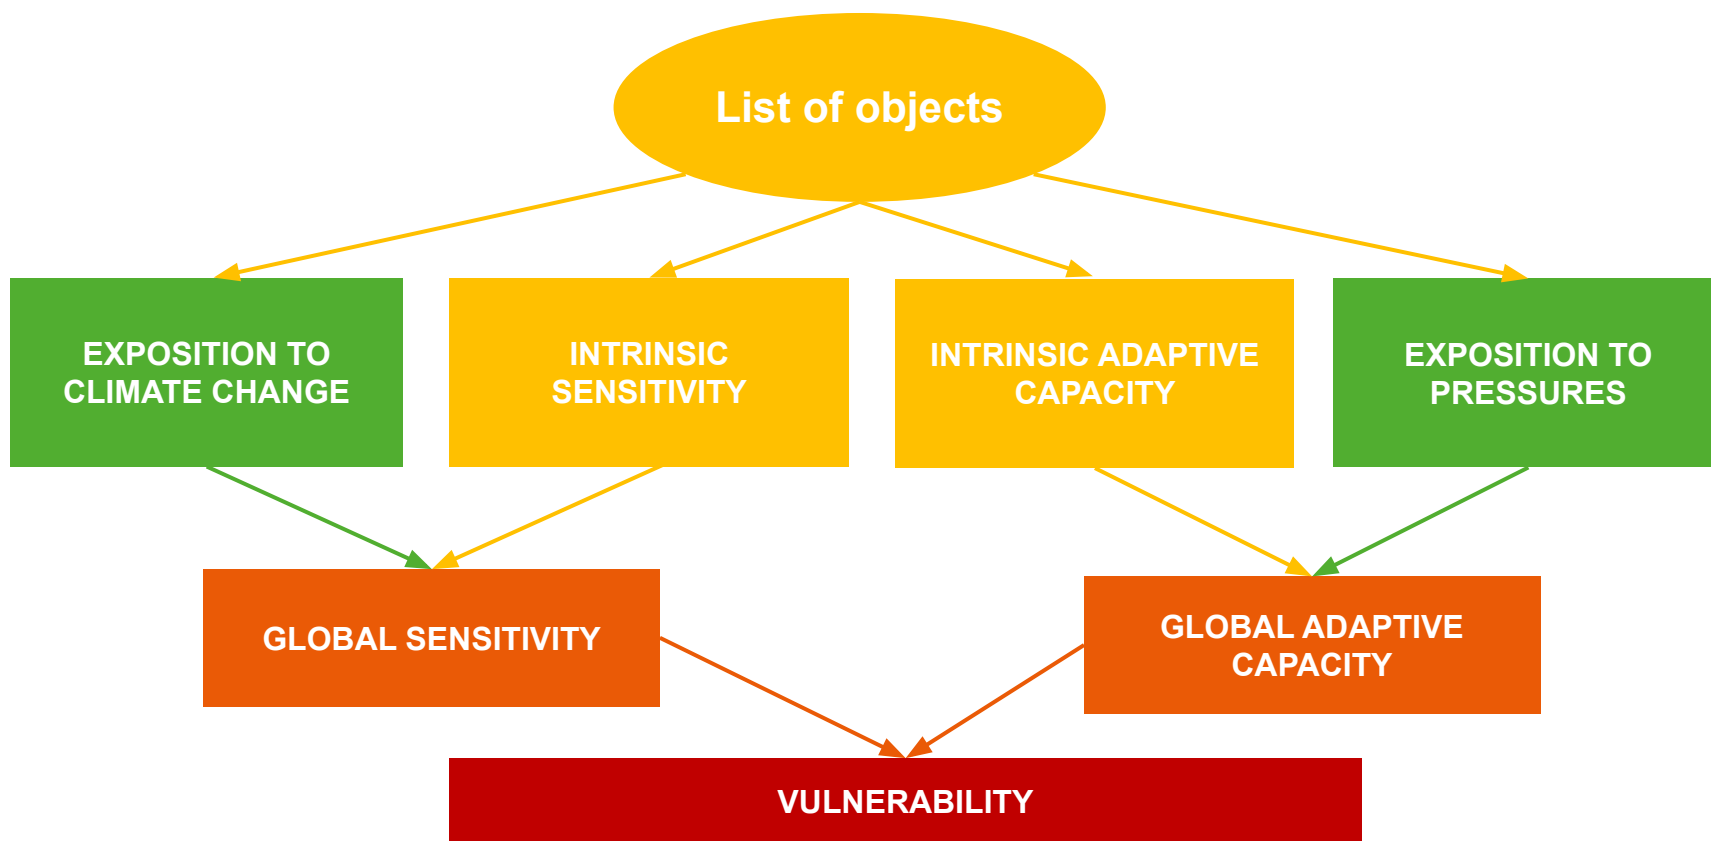 List of objects
EXPOSITION TO
CLIMATE CHANGE
INTRINSIC
SENSITIVITY
INTRINSIC ADAPTIVE
CAPACITY
EXPOSITION TO
PRESSURES
GLOBAL SENSITIVITY
GLOBAL ADAPTIVE
CAPACITY
VULNERABILITY